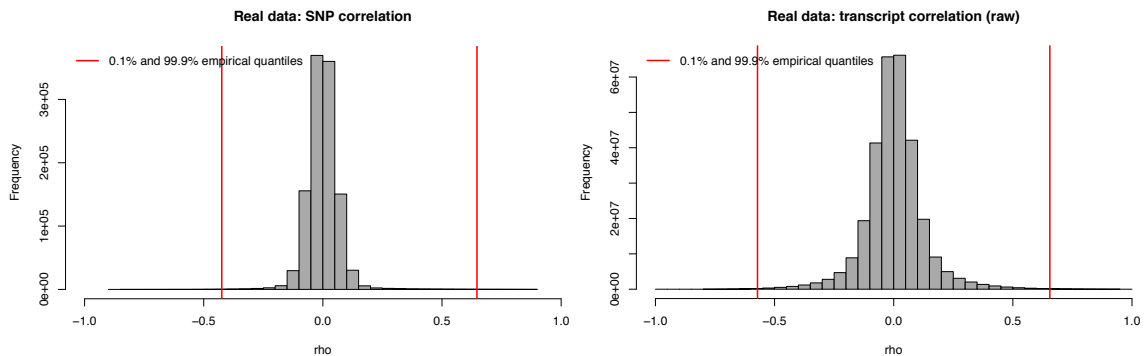 Real data: SNP correlation
0.1% and 99.9% empirical quantiles
Frequency
3e+05
2e+05
1e+05
0e+00
−1.0 −0.5 0.0 0.5 1.0
rho
Real data: transcript correlation (raw)
0.1% and 99.9% empirical quantiles
Frequency
6e+07
4e+07
2e+07
0e+00
−1.0 −0.5 0.0 0.5 1.0
rho